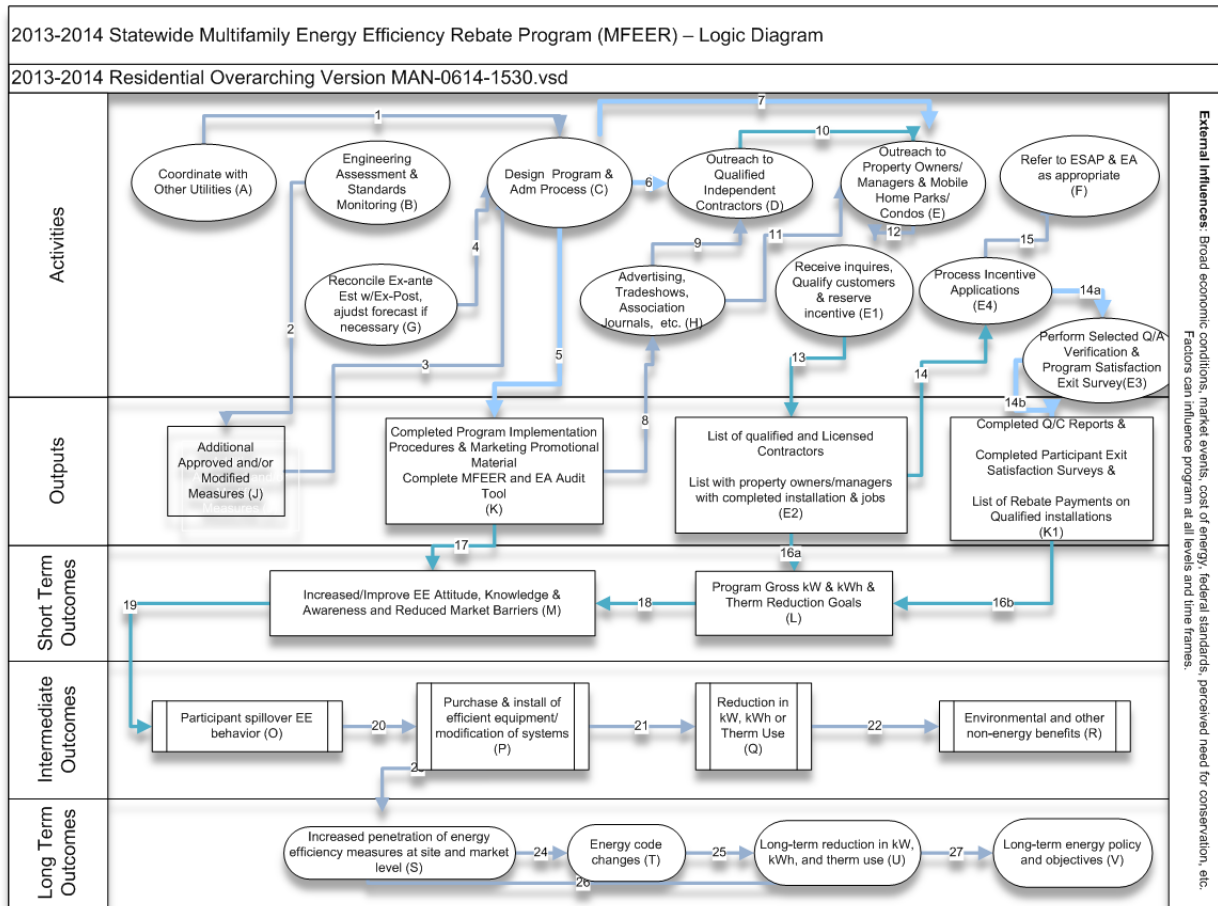 2013-2014 Statewide Multifamily Energy Efficiency Rebate Program (MFEER) – Logic Diagram
2013-2014 Residential Overarching Version MAN-0614-1530.vsd
Activities
Coordinate with
Other Utilities (A)
Engineering
Assessment &
Standards
Monitoring (B)
Design Program &
Adm Process (C)
Outreach to
Qualified
Independent
Contractors (D)
Outreach to
Property Owners/
Managers & Mobile
Home Parks/
Condos (E)
Refer to ESAP & EA
as appropriate
(F)
Reconcile Ex-ante
Est w/Ex-Post,
ajudst forecast if
necessary (G)
Advertising,
Tradeshows,
Association
Journals, etc. (H)
Receive inquires,
Qualify customers
& reserve
incentive (E1)
Process Incentive
Applications
(E4)
Perform Selected Q/A
Verification &
Program Satisfaction
Exit Survey(E3)
1
2
3
4
5
6
7
8
9
10
11
12
13
14
14a
14b
15
Outputs
Additional
Approved and/or
Modified
Measures (J)
Completed Program Implementation
Procedures & Marketing Promotional
Material
Complete MFEER and EA Audit
Tool
(K)
List of qualified and Licensed
Contractors
List with property owners/managers
with completed installation & jobs
(E2)
Completed Q/C Reports &
Completed Participant Exit
Satisfaction Surveys &
List of Rebate Payments on
Qualified installations
(K1)
16a
16b
17
Short Term
Outcomes
Increased/Improve EE Attitude, Knowledge &
Awareness and Reduced Market Barriers (M)
18
Program Gross kW & kWh &
Therm Reduction Goals
(L)
19
Intermediate
Outcomes
Participant spillover EE
behavior (O)
20
Purchase & install of
efficient equipment/
modification of systems
(P)
21
Reduction in
kW, kWh or
Therm Use
(Q)
22
Environmental and other
non-energy benefits (R)
Long Term
Outcomes
Increased penetration of energy
efficiency measures at site and market
level (S)
24
Energy code
changes (T)
25
Long-term reduction in kW,
kWh, and therm use (U)
27
Long-term energy policy
and objectives (V)
26
External Influences: Broad economic conditions, market events, cost of energy, federal standards, perceived need for conservation, etc.
Factors can influence program at all levels and time frames.